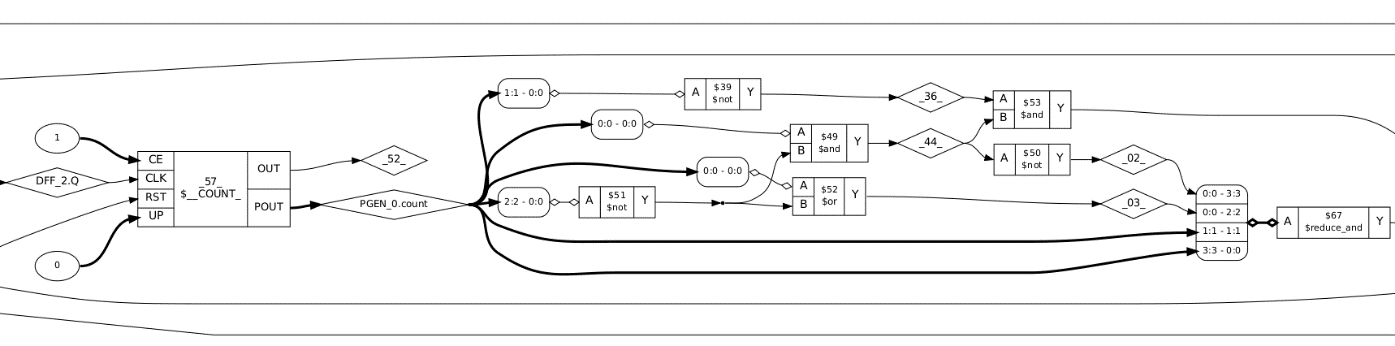 1
DFF_2.Q
0
CE
CLK
RST
UP
_57_
$__COUNT_
OUT
POUT
_52_
PGEN_0.count
1:1 - 0:0
0:0 - 0:0
0:0 - 0:0
2:2 - 0:0
A
$39
$not
Y
A
$51
$not
Y
A
B
$49
$and
Y
A
B
$52
$or
Y
_36_
_44_
A
B
$53
$and
Y
A
$50
$not
Y
_02_
_03_
0:0 - 3:3
0:0 - 2:2
1:1 - 1:1
3:3 - 0:0
A
$67
$reduce_and
Y